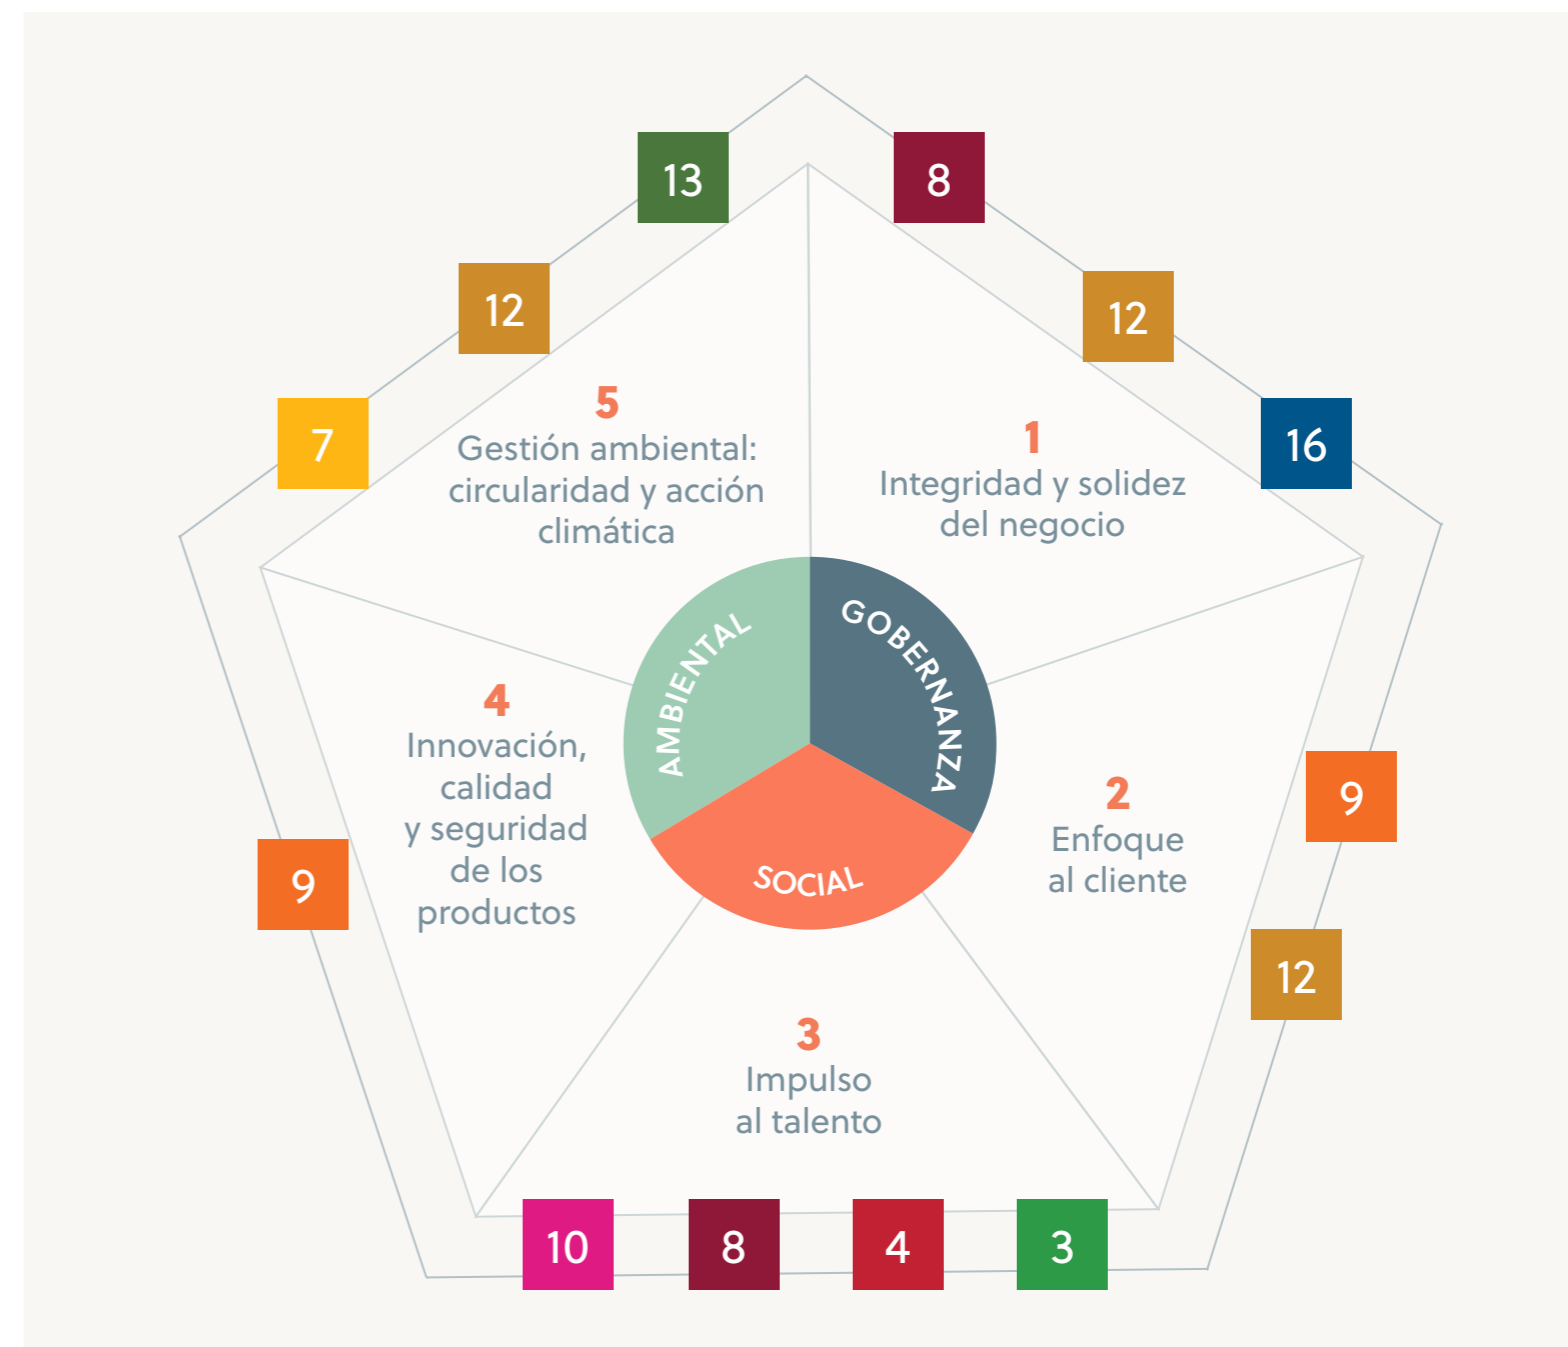 13
8
12
12
7
16
5
Gestión ambiental:
circularidad y acción
climática
1
Integridad y solidez
del negocio
AMBIENTAL
GOBERNANZA
SOCIAL
4
Innovación,
calidad
y seguridad
de los
productos
2
Enfoque
al cliente
9
9
12
3
Impulso
al talento
10
8
4
3